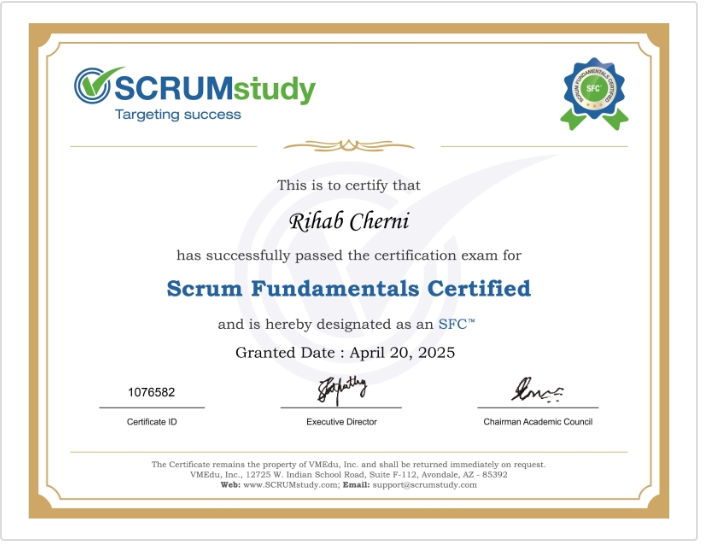 SCRUMstudy
Targeting success
SCRUM FUNDAMENTALS CERTIFIED
SFC™
This is to certify that
Rihab Cherni
has successfully passed the certification exam for
Scrum Fundamentals Certified
and is hereby designated as an SFC™
Granted Date : April 20, 2025
1076582
Certificate ID
Executive Director
Chairman Academic Council
The Certificate remains the property of VMEdu, Inc. and shall be returned immediately on request.
VMEdu, Inc., 12725 W. Indian School Road, Suite F-112, Avondale, AZ - 85392
Web: www.SCRUMstudy.com; Email: support@scrumstudy.com